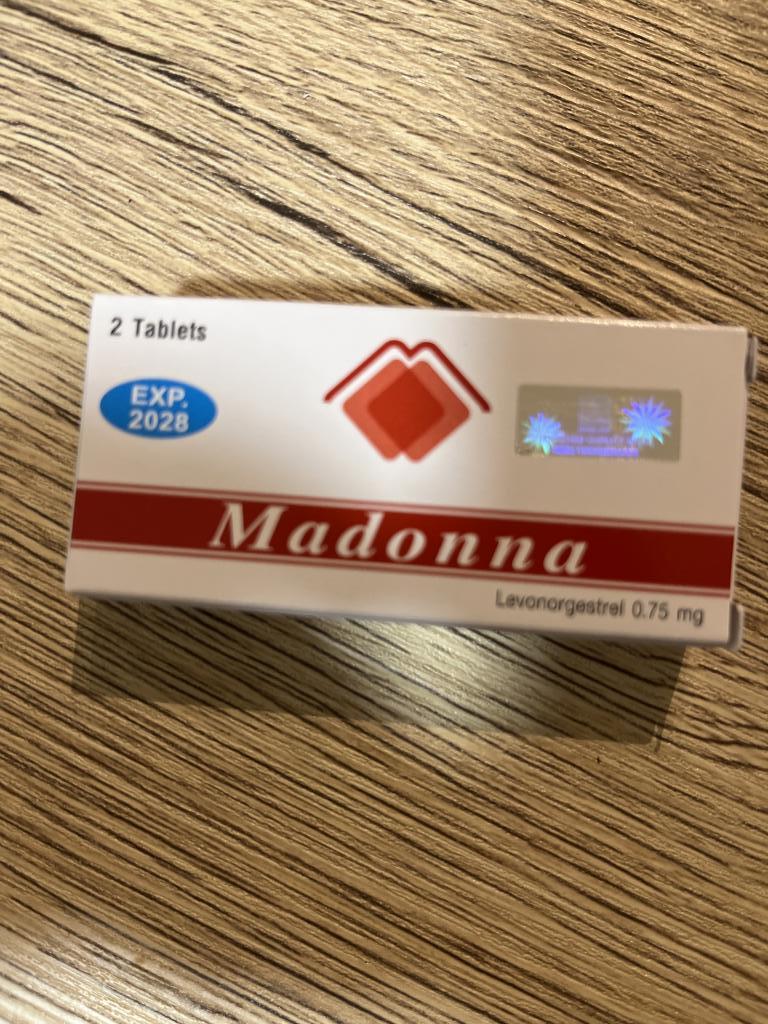 2 Tablets
EXP.
2028
Madonna
Levonorgestrel 0.75 mg